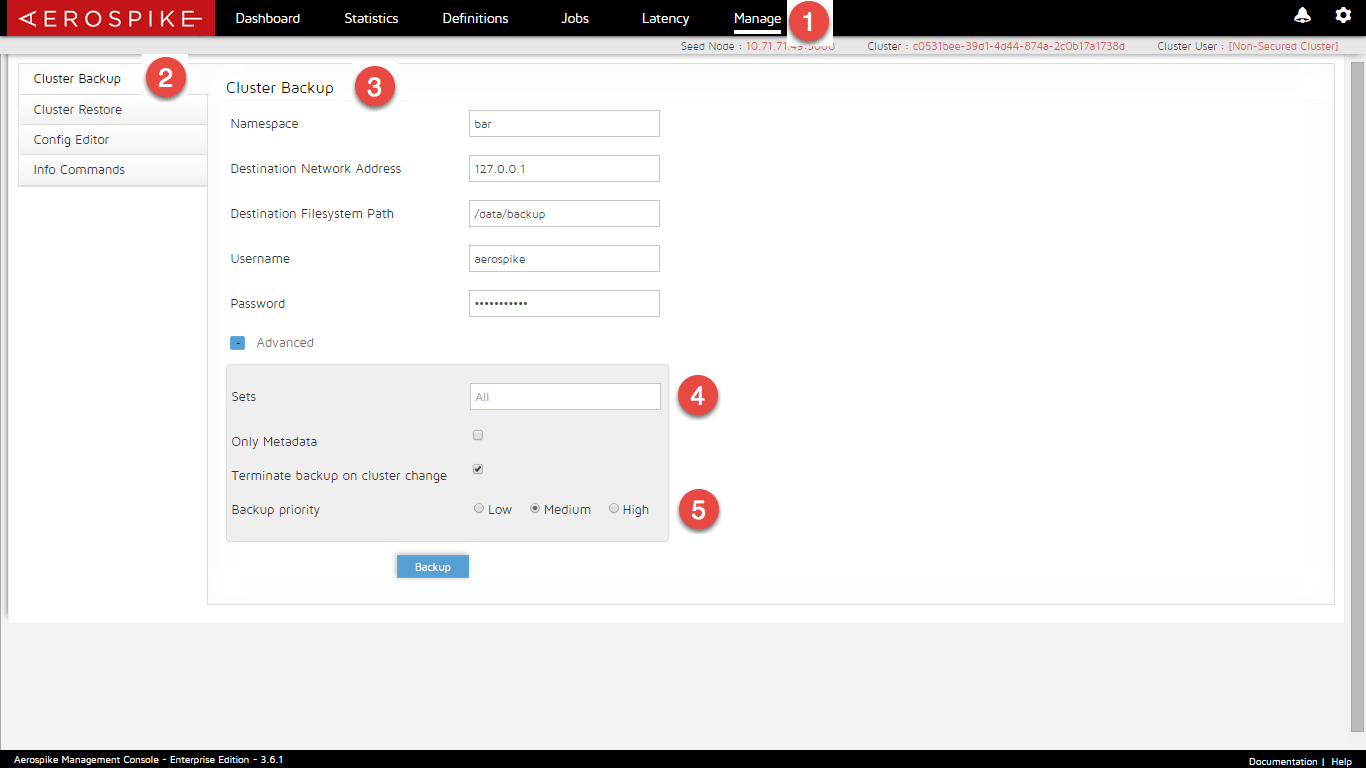 AEROSPIKE Dashboard Statistics Definitions Jobs Latency Manage 1
Seed Node : 10.71.71.49:3000 Cluster : c0531bee-39d1-4d44-874a-2c0b17a1738d Cluster User : [Non-Secured Cluster]
Cluster Backup 2
Cluster Restore
Config Editor
Info Commands
Cluster Backup 3
Namespace bar
Destination Network Address 127.0.0.1
Destination Filesystem Path /data/backup
Username aerospike
Password •••••••••••
- Advanced
Sets All 4
Only Metadata
Terminate backup on cluster change
Backup priority Low Medium High 5
Backup
Aerospike Management Console - Enterprise Edition - 3.6.1 Documentation | Help